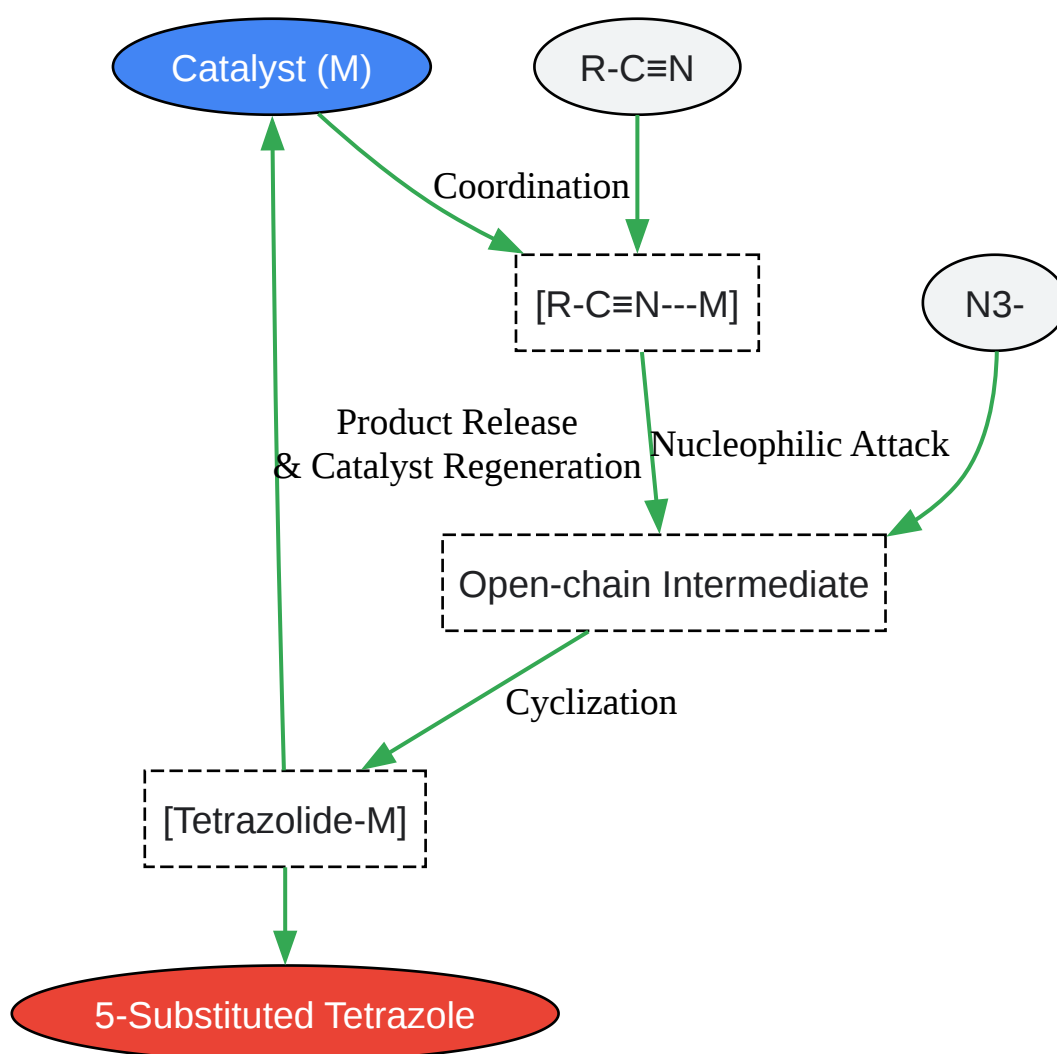 Catalyst (M)
R-C≡N
Coordination
[R-C≡N---M]
N3-
Product Release
& Catalyst Regeneration
Nucleophilic Attack
Open-chain Intermediate
Cyclization
[Tetrazolide-M]
5-Substituted Tetrazole